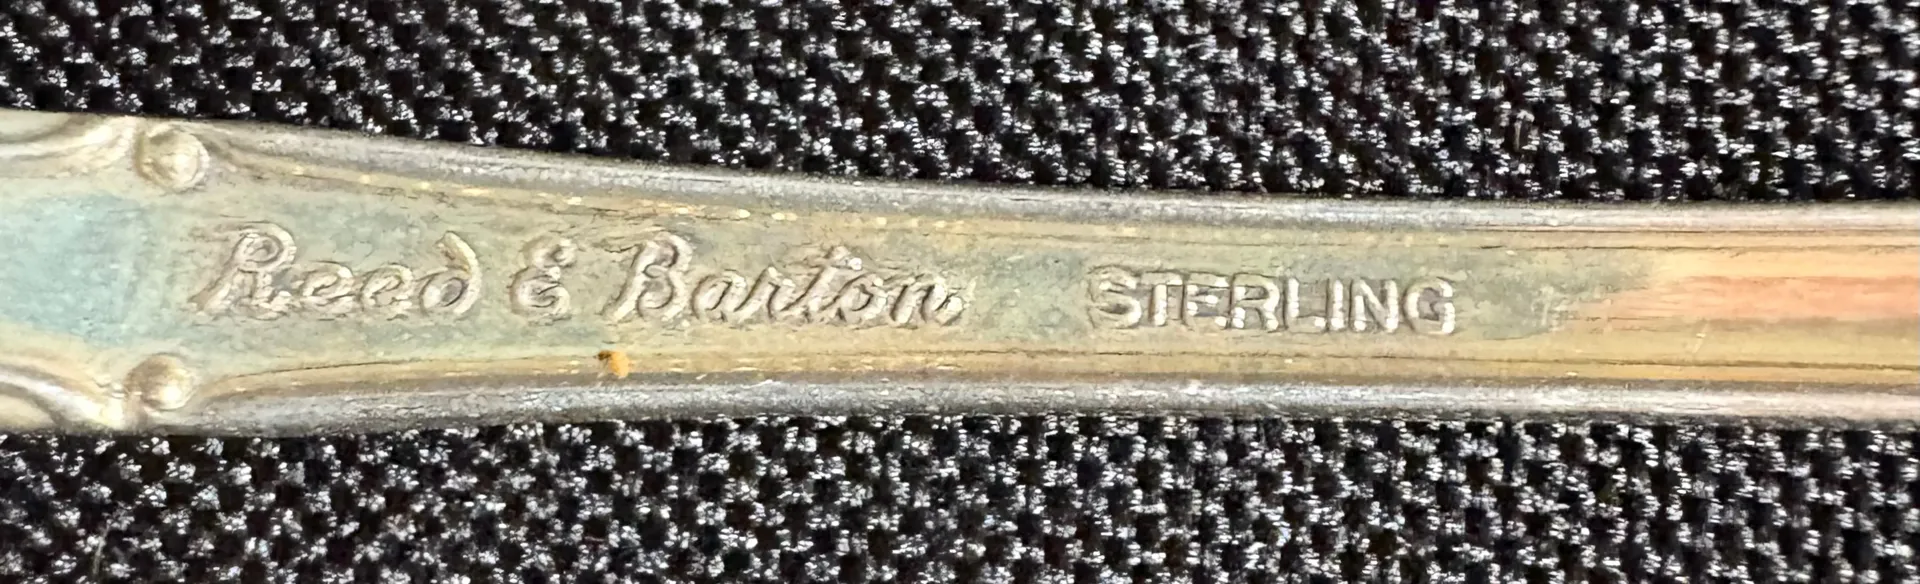 Reed & Barton STERLING